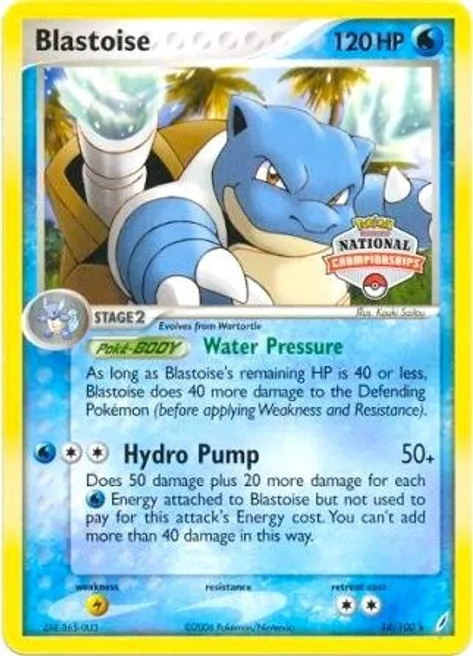 Blastoise 120 HP
Pokémon
NATIONAL
CHAMPIONSHIPS
Illus. Kouki Saitou
STAGE2
Evolves from Wartortle
Poké-BODY Water Pressure
As long as Blastoise's remaining HP is 40 or less,
Blastoise does 40 more damage to the Defending
Pokémon (before applying Weakness and Resistance).
Hydro Pump 50+
Does 50 damage plus 20 more damage for each
Energy attached to Blastoise but not used to
pay for this attack's Energy cost. You can't add
more than 40 damage in this way.
weakness resistance retreat cost
©2006 Pokémon/Nintendo 14/100